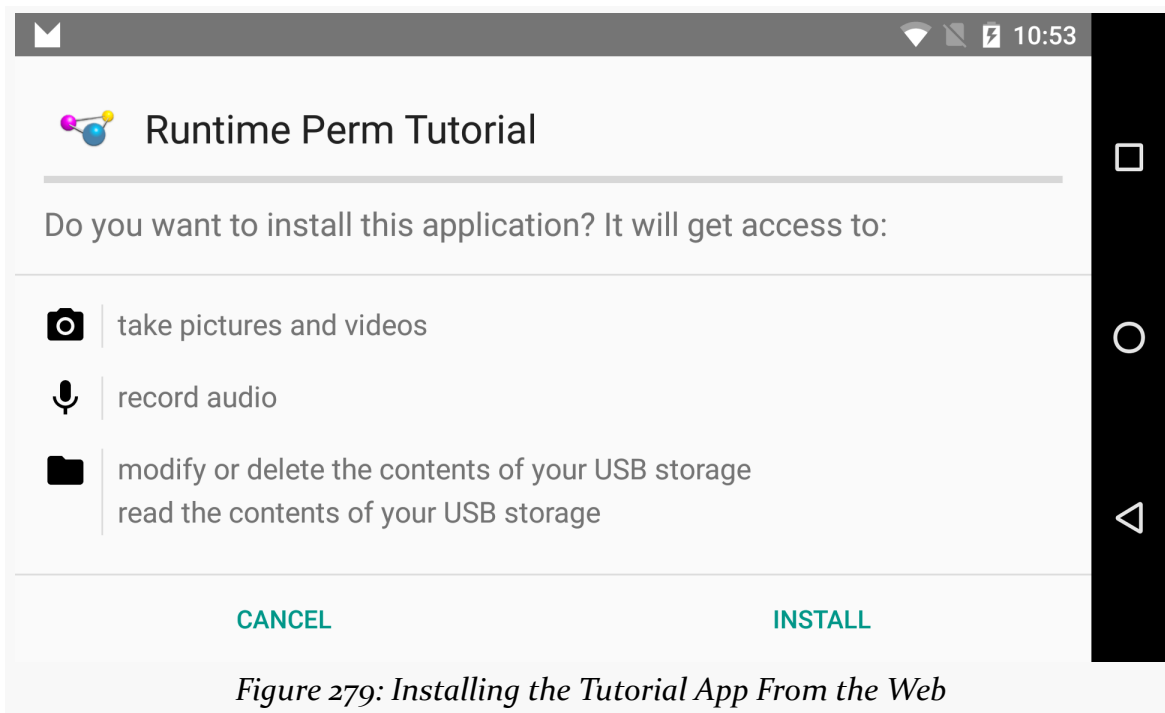 10:53
Runtime Perm Tutorial
Do you want to install this application? It will get access to:
take pictures and videos
record audio
modify or delete the contents of your USB storage
read the contents of your USB storage
CANCEL INSTALL
Figure 279: Installing the Tutorial App From the Web